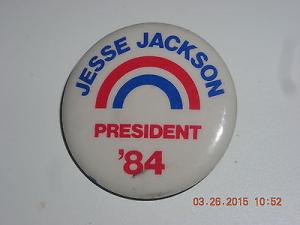 JESSE JACKSON
PRESIDENT
'84
03.26.2015 10:52